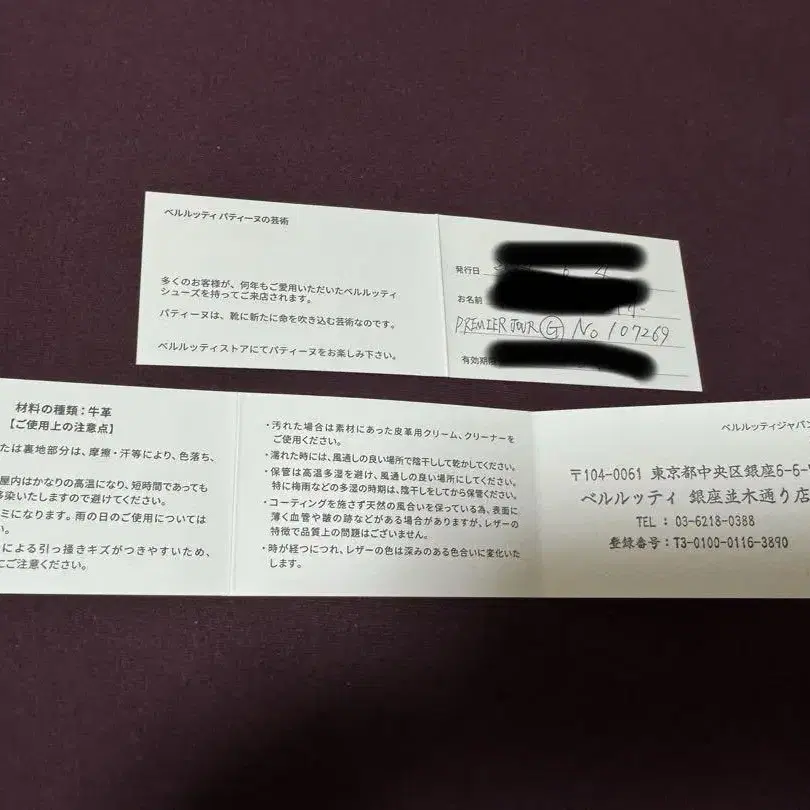 ベルルッティ パティーヌの芸術
多くのお客様が、何年もご愛用いただいたベルルッティ
シューズを持ってご来店されます。
パティーヌは、靴に新たに命を吹き込む芸術なのです。
ベルルッティストアにてパティーヌをお楽しみ下さい。
発行日 6 4
お名前
PREMIER JOUR G No 107269
有効期
材料の種類：牛革
【ご使用上の注意点】
たは裏地部分は、摩擦・汗等により、色落ち、
屋内はかなりの高温になり、短時間であっても
染いたしますので避けてください。
ミになります。雨の日のご使用については
い。
による引っ掻きキズがつきやすいため、
にご注意ください。
・汚れた場合は素材にあった皮革用クリーム、クリーナーを
ご使用ください。
・濡れた時には、風通しの良い場所で陰干しして乾かしてください。
・保管は高温多湿を避け、風通しの良い場所にしてください。
特に梅雨などの多湿の時期は、陰干しをしてから保管ください。
・コーティングを施さず天然の風合いを保っている為、表面に
薄く血管や皺の跡などがある場合がありますが、レザーの
特徴で品質上の問題はございません。
・時が経つにつれ、レザーの色は深みのある色合いに変化いた
します。
ベルルッティジャパン
〒104-0061 東京都中央区銀座6-6-
ベルルッティ 銀座並木通り店
TEL : 03-6218-0388
登録番号：T3-0100-0116-3890